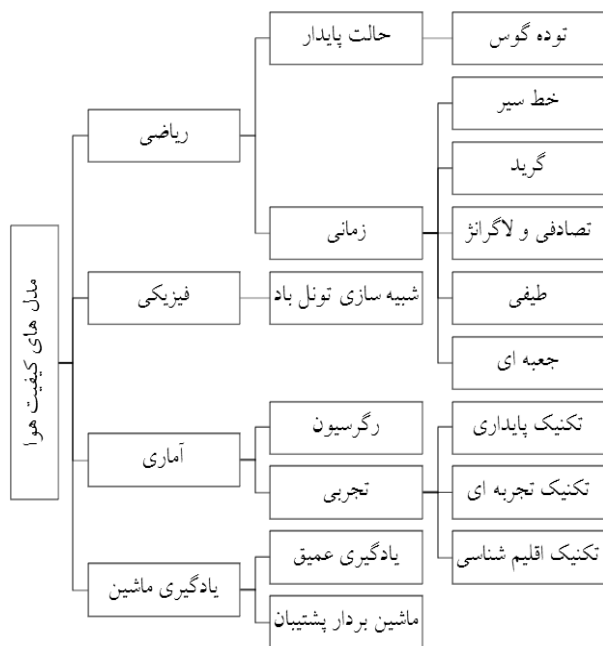 مدل های کیفیت هوا
ریاضی
حالت پایدار
توده گوس
زمانی
خط سیر
گرید
تصادفی و لاگرانژ
طیفی
جعبه ای
فیزیکی
شبیه سازی تونل باد
آماری
رگرسیون
تجربی
تکنیک پایداری
تکنیک تجربه ای
تکنیک اقلیم شناسی
یادگیری ماشین
یادگیری عمیق
ماشین بردار پشتیبان